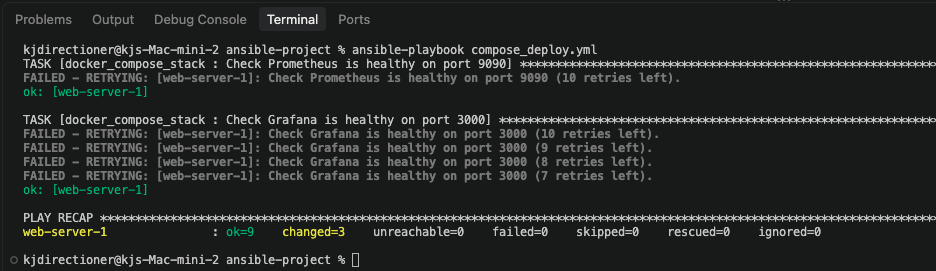 Problems Output Debug Console Terminal Ports
kjdirectioner@kjs-Mac-mini-2 ansible-project % ansible-playbook compose_deploy.yml
TASK [docker_compose_stack : Check Prometheus is healthy on port 9090] ***********************************************************
FAILED - RETRYING: [web-server-1]: Check Prometheus is healthy on port 9090 (10 retries left).
ok: [web-server-1]
TASK [docker_compose_stack : Check Grafana is healthy on port 3000] **************************************************************
FAILED - RETRYING: [web-server-1]: Check Grafana is healthy on port 3000 (10 retries left).
FAILED - RETRYING: [web-server-1]: Check Grafana is healthy on port 3000 (9 retries left).
FAILED - RETRYING: [web-server-1]: Check Grafana is healthy on port 3000 (8 retries left).
FAILED - RETRYING: [web-server-1]: Check Grafana is healthy on port 3000 (7 retries left).
ok: [web-server-1]
PLAY RECAP ***********************************************************************************************************************
web-server-1 : ok=9 changed=3 unreachable=0 failed=0 skipped=0 rescued=0 ignored=0
kjdirectioner@kjs-Mac-mini-2 ansible-project %